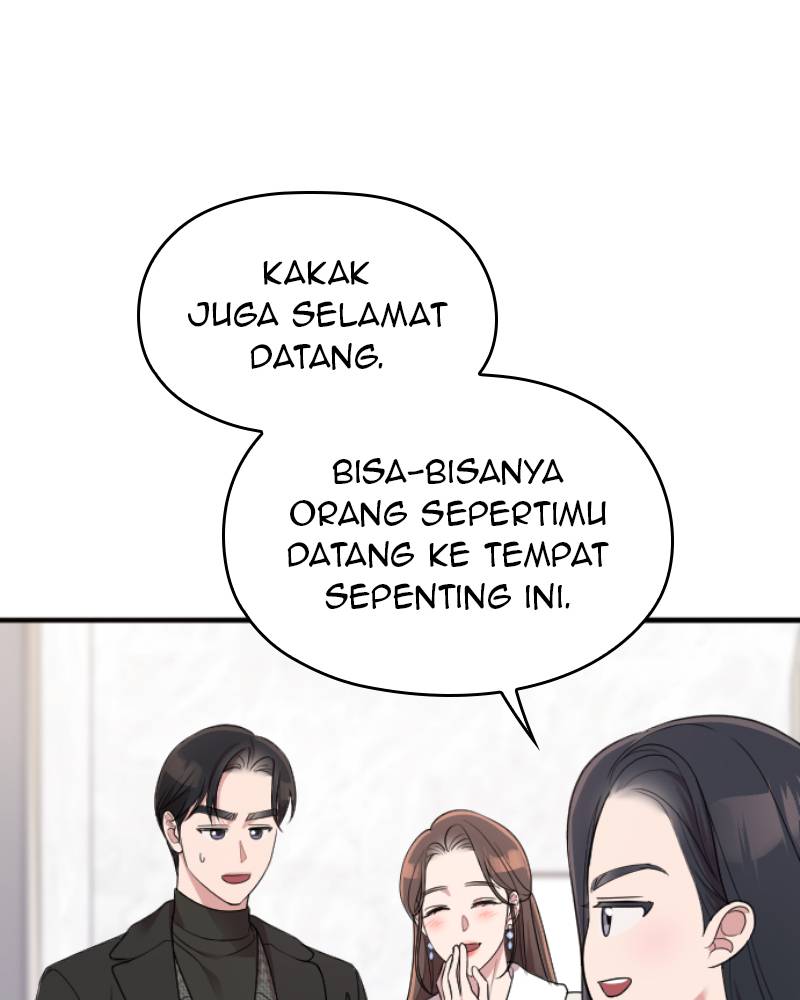 KAKAK
JUGA SELAMAT
DATANG.
BISA-BISANYA
ORANG SEPERTIMU
DATANG KE TEMPAT
SEPENTING INI.